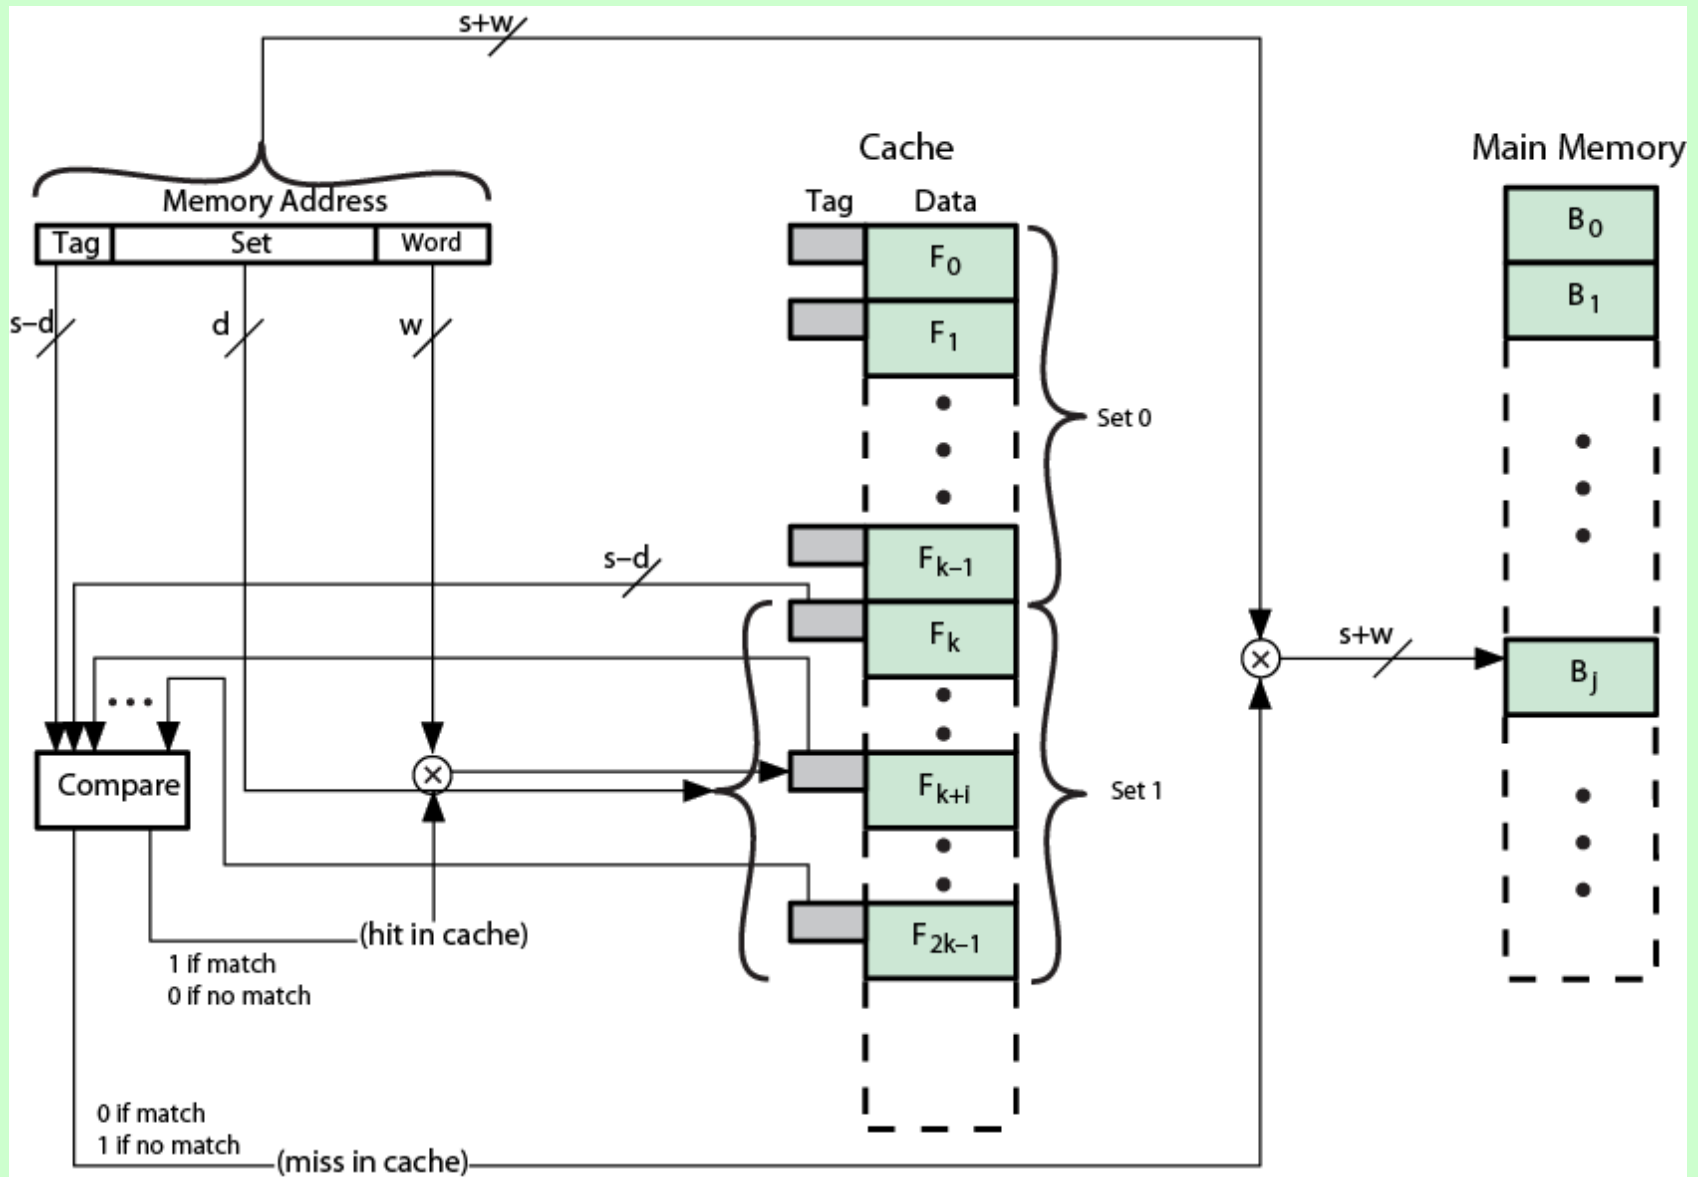 s+w
Cache
Main Memory
Memory Address
Tag Data
Tag Set Word
B0
F0
B1
s–d d w
F1
Set 0
s–d
Fk–1
Fk
s+w
Bj
Compare
Fk+i
Set 1
(hit in cache)
F2k–1
1 if match
0 if no match
0 if match
1 if no match
(miss in cache)